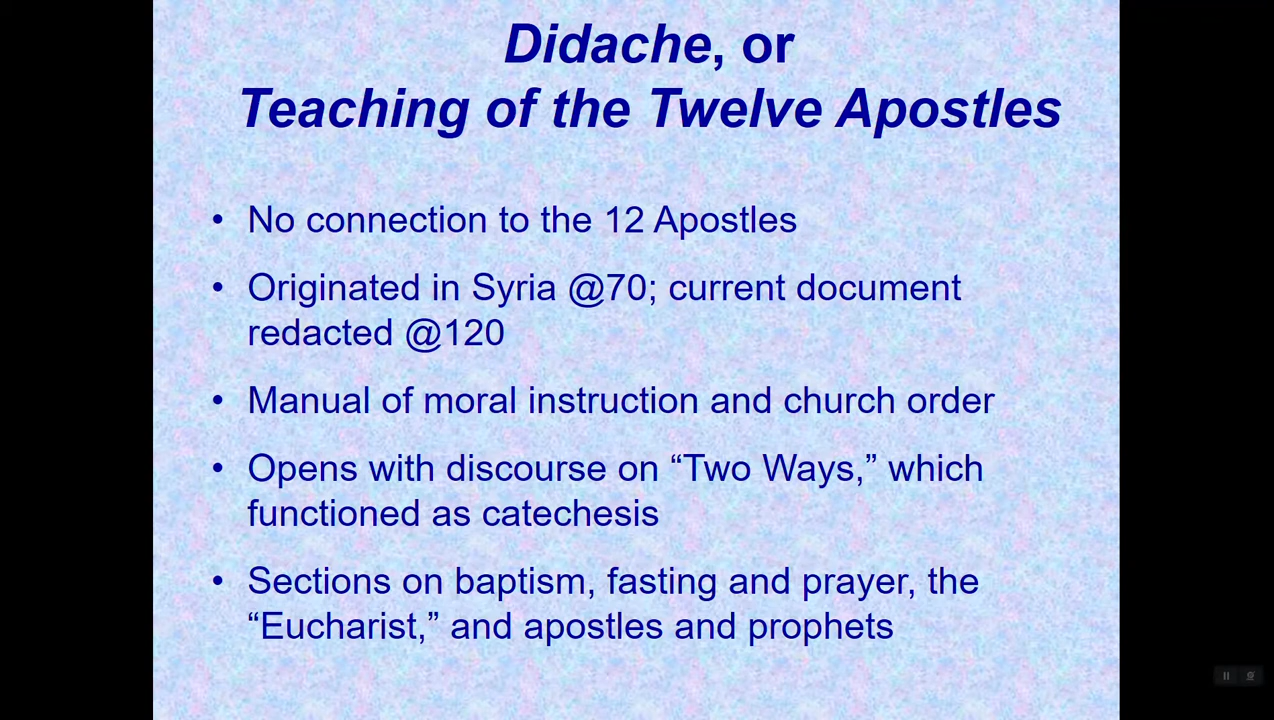 Didache, or
Teaching of the Twelve Apostles
• No connection to the 12 Apostles
• Originated in Syria @70; current document
redacted @120
• Manual of moral instruction and church order
• Opens with discourse on “Two Ways,” which
functioned as catechesis
• Sections on baptism, fasting and prayer, the
“Eucharist,” and apostles and prophets